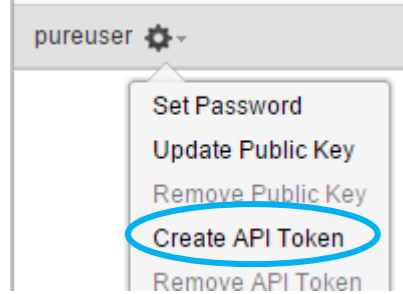 pureuser
Set Password
Update Public Key
Remove Public Key
Create API Token
Remove API Token